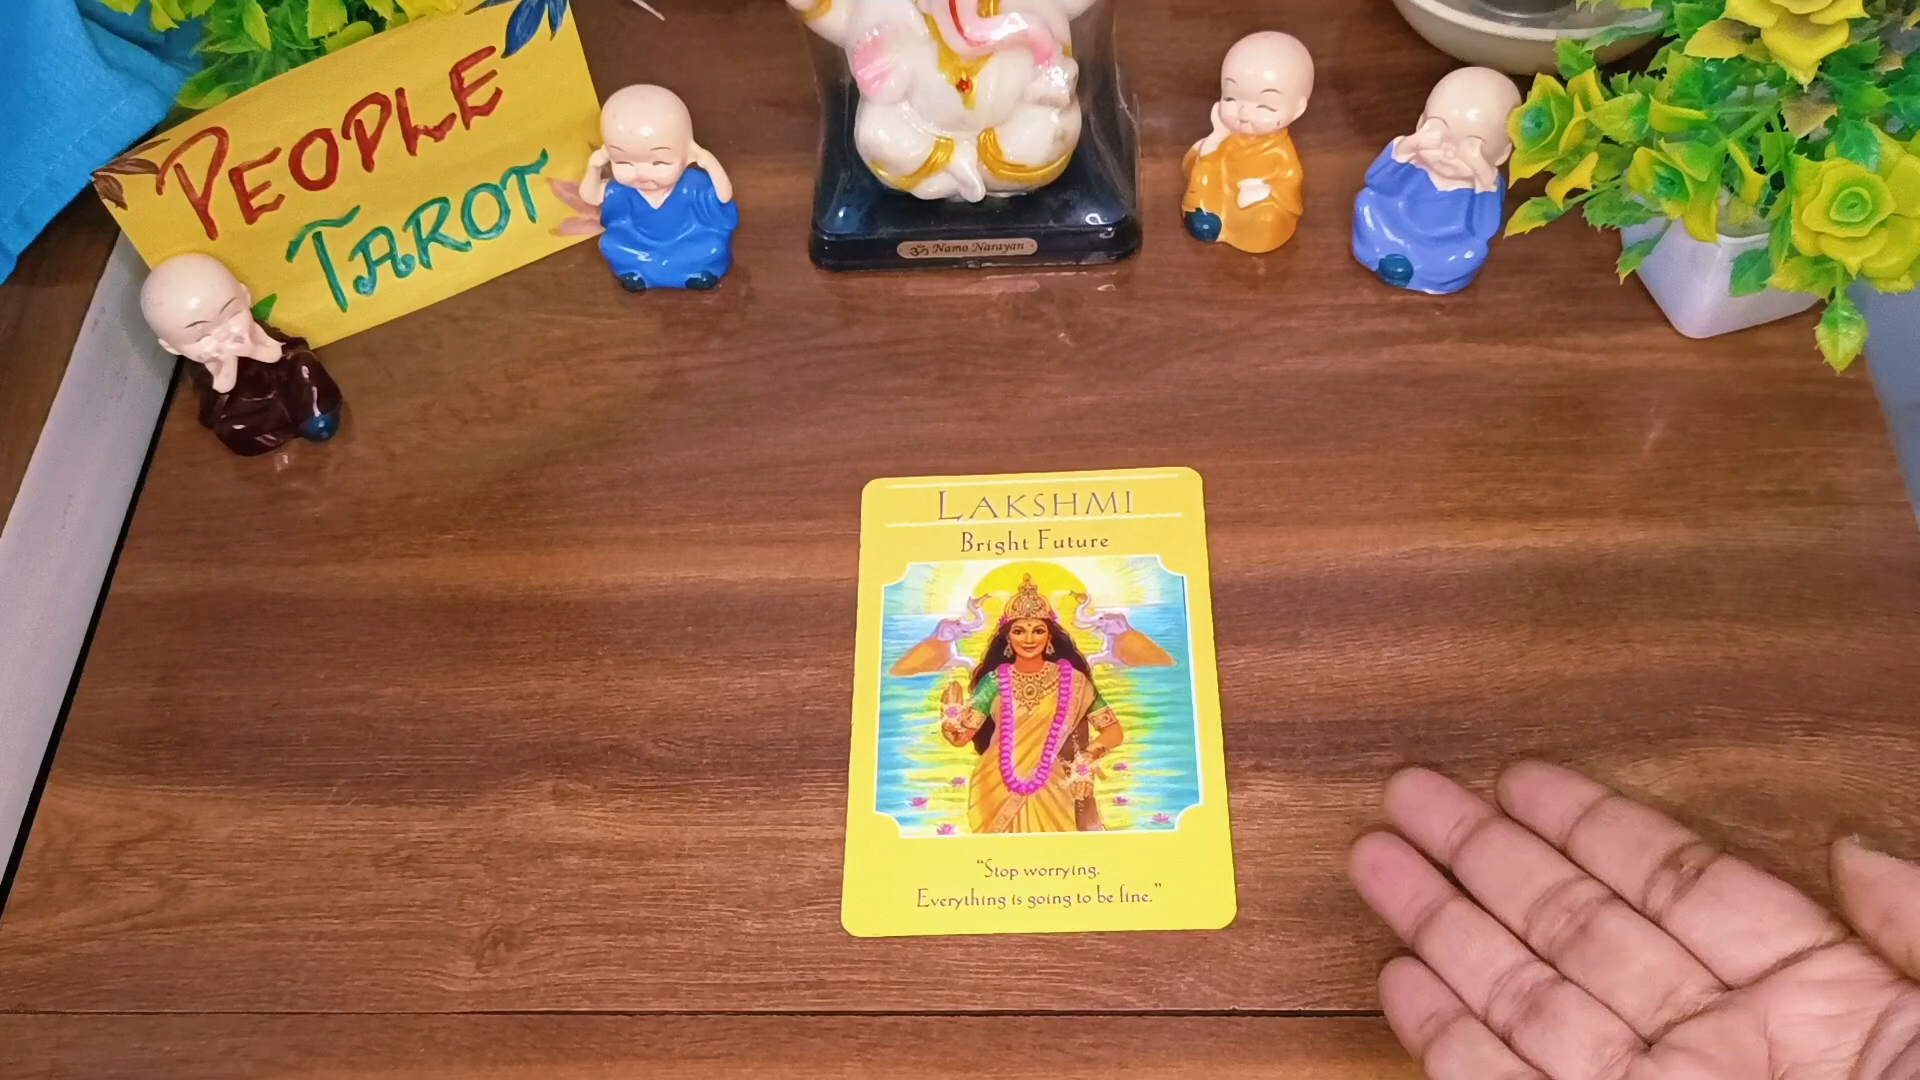 PEOPLE
TAROT
ॐ Namo Narayan
LAKSHMI
Bright Future
"Stop worrying.
Everything is going to be fine."